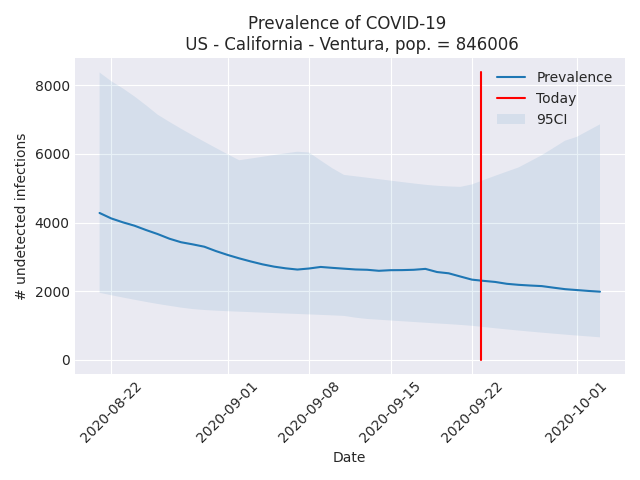 Prevalence of COVID-19
US - California - Ventura, pop. = 846006
Prevalence
Today
95CI
8000
6000
4000
2000
0
# undetected infections
2020-08-22
2020-09-01
2020-09-08
2020-09-15
2020-09-22
2020-10-01
Date